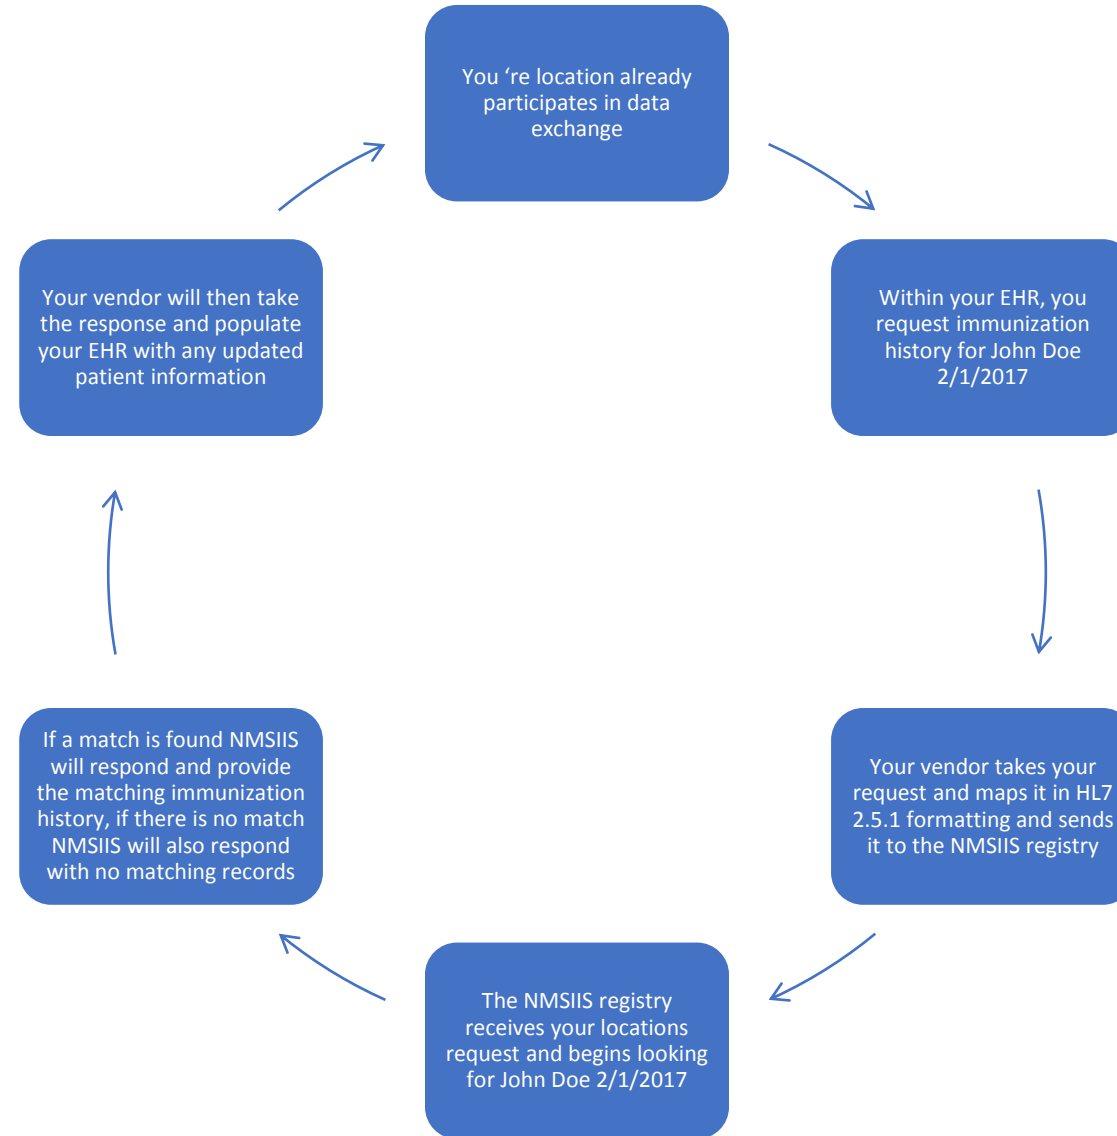 You ‘re location already
participates in data
exchange
Within your EHR, you
request immunization
history for John Doe
2/1/2017
Your vendor takes your
request and maps it in HL7
2.5.1 formatting and sends
it to the NMSIIS registry
The NMSIIS registry
receives your locations
request and begins looking
for John Doe 2/1/2017
If a match is found NMSIIS
will respond and provide
the matching immunization
history, if there is no match
NMSIIS will also respond
with no matching records
Your vendor will then take
the response and populate
your EHR with any updated
patient information